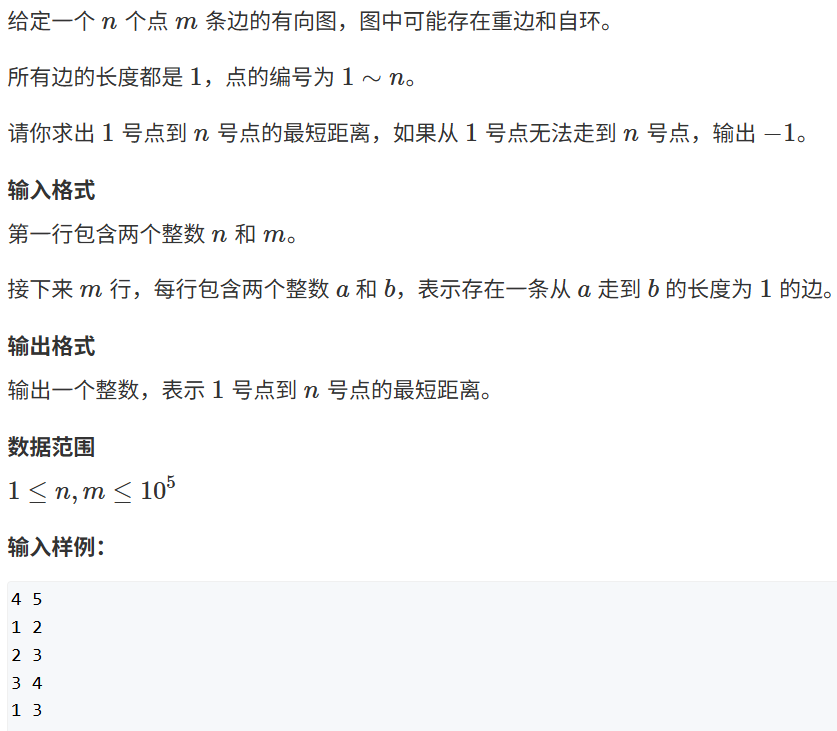 给定一个 n 个点 m 条边的有向图，图中可能存在重边和自环。
所有边的长度都是 1，点的编号为 1 ∼ n。
请你求出 1 号点到 n 号点的最短距离，如果从 1 号点无法走到 n 号点，输出 −1。
输入格式
第一行包含两个整数 n 和 m。
接下来 m 行，每行包含两个整数 a 和 b，表示存在一条从 a 走到 b 的长度为 1 的边。
输出格式
输出一个整数，表示 1 号点到 n 号点的最短距离。
数据范围
1 ≤ n, m ≤ 10⁵
输入样例：
4 5
1 2
2 3
3 4
1 3